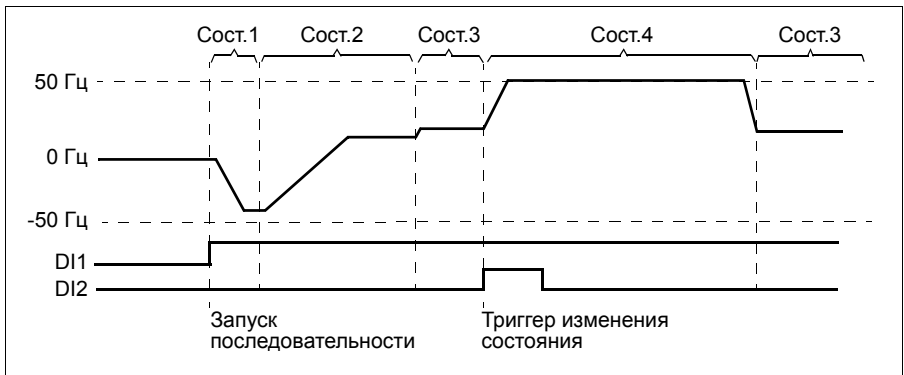 Сост.1 Сост.2 Сост.3 Сост.4 Сост.3
50 Гц
0 Гц
-50 Гц
DI1
DI2
Запуск
последовательности
Триггер изменения
состояния